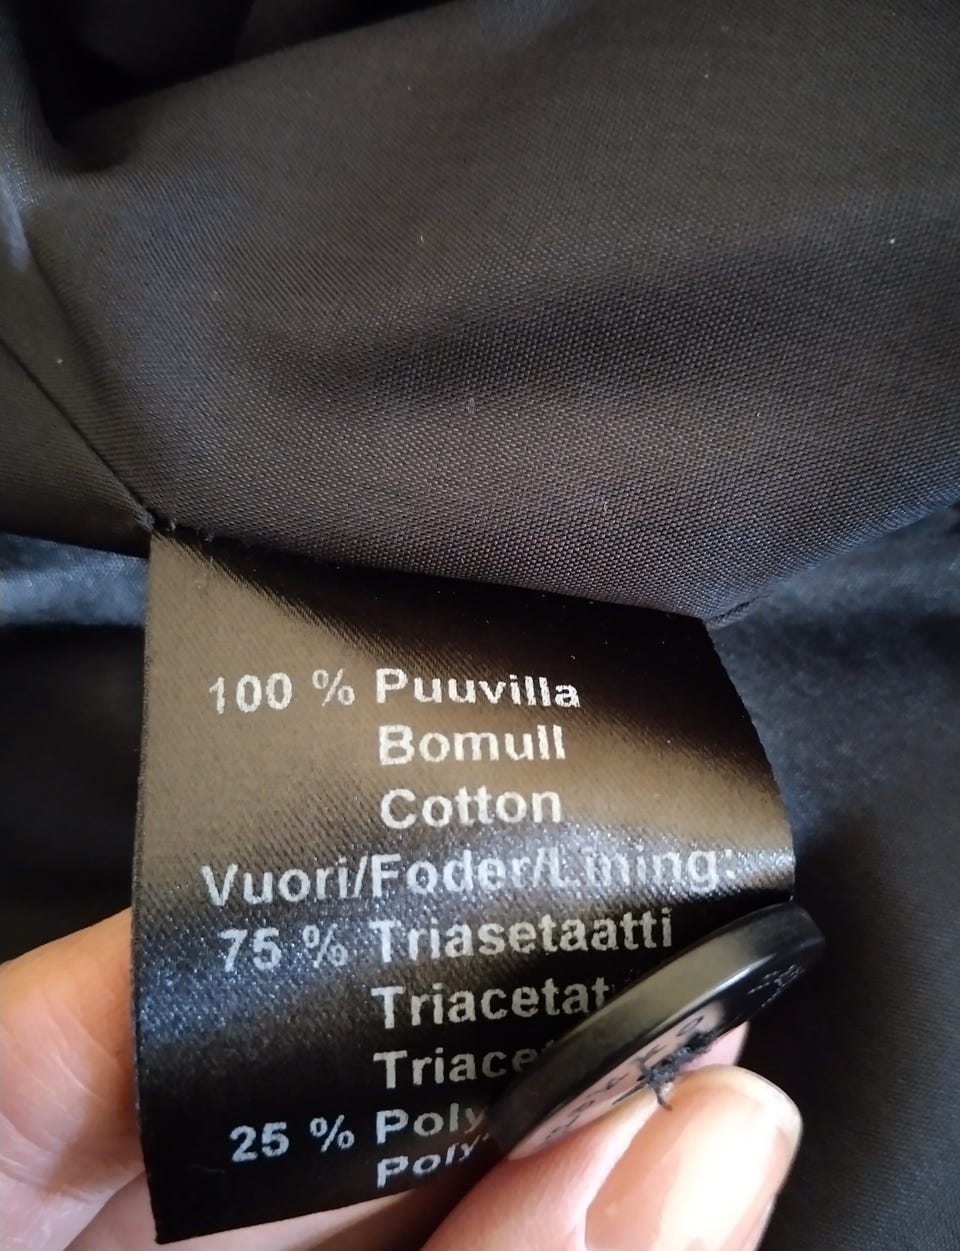 100 % Puuvilla
Bomull
Cotton
Vuori/Foder/Lining:
75 % Triasetaatti
Triacetat
25 %